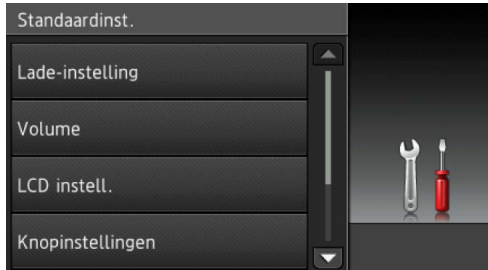 Standaardinst.
Lade-instelling
Volume
LCD instell.
Knopinstellingen